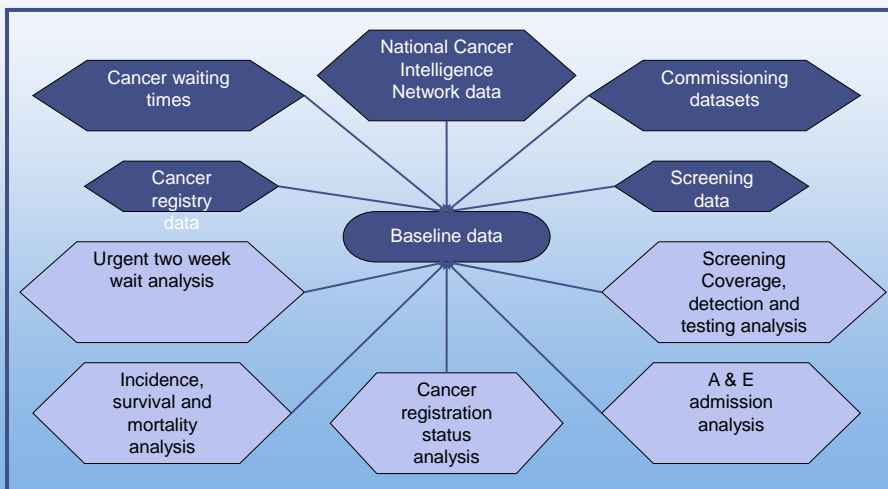 Cancer waiting
times
National Cancer
Intelligence
Network data
Commissioning
datasets
Cancer
registry
data
Screening
data
Baseline data
Urgent two week
wait analysis
Screening
Coverage,
detection and
testing analysis
Incidence,
survival and
mortality
analysis
Cancer
registration
status
analysis
A & E
admission
analysis